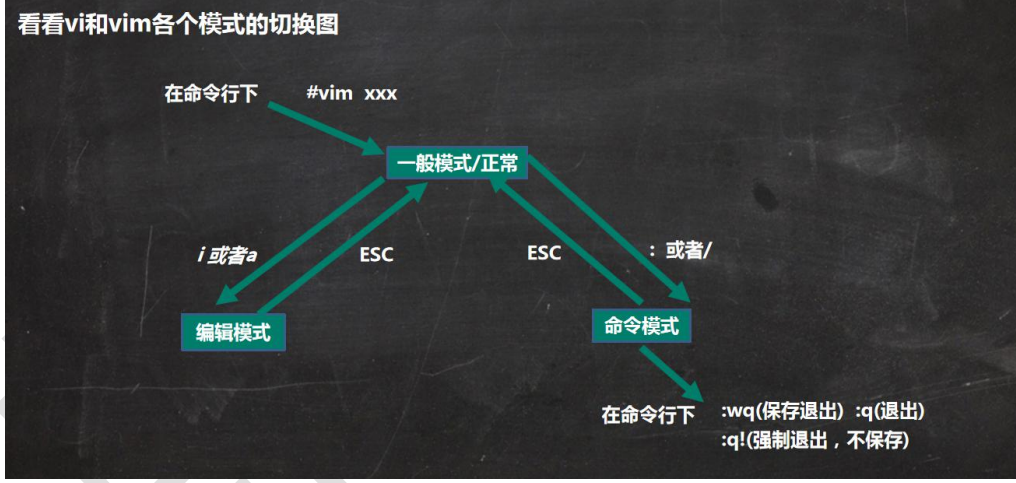 看看vi和vim各个模式的切换图
在命令行下 #vim xxx
一般模式/正常
i 或者a ESC ESC : 或者/
编辑模式 命令模式
在命令行下 :wq(保存退出) :q(退出)
:q!(强制退出，不保存)